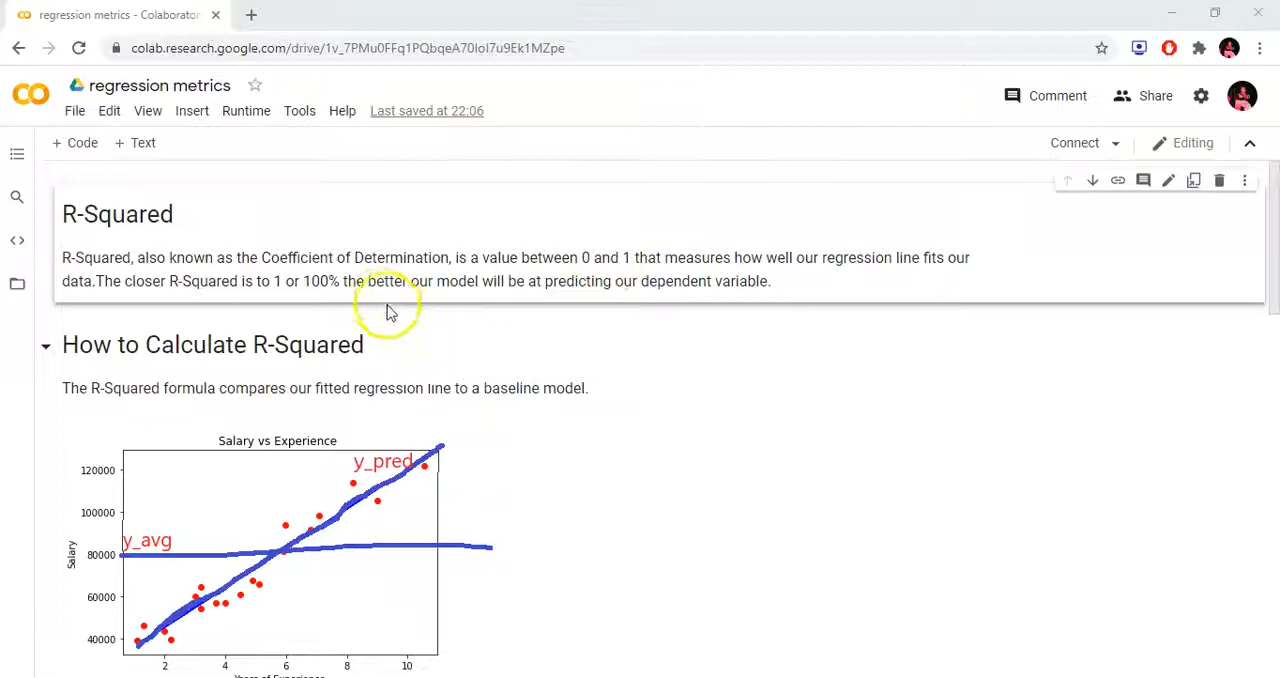 regression metrics - Colaborator
colab.research.google.com/drive/1v_7PMu0FFq1PQbqeA70IoI7u9Ek1MZpe
regression metrics
Comment
Share
File Edit View Insert Runtime Tools Help Last saved at 22:06
+ Code + Text
Connect
Editing
R-Squared
R-Squared, also known as the Coefficient of Determination, is a value between 0 and 1 that measures how well our regression line fits our
data.The closer R-Squared is to 1 or 100% the better our model will be at predicting our dependent variable.
How to Calculate R-Squared
The R-Squared formula compares our fitted regression line to a baseline model.
Salary vs Experience
y_pred
120000
100000
y_avg
80000
Salary
60000
40000
2 4 6 8 10
Years of Experience